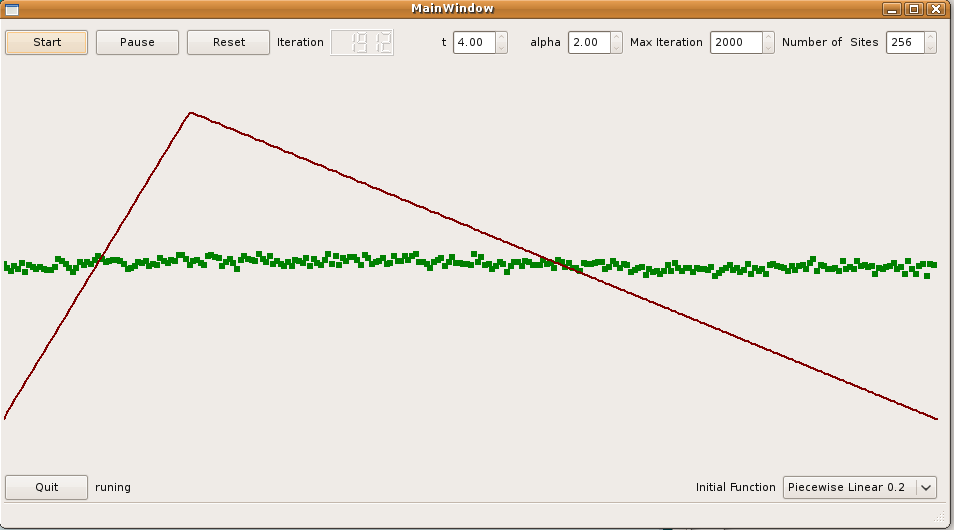 MainWindow
Start Pause Reset Iteration 1912 t 4.00 alpha 2.00 Max Iteration 2000 Number of Sites 256
Quit runing Initial Function Piecewise Linear 0.2